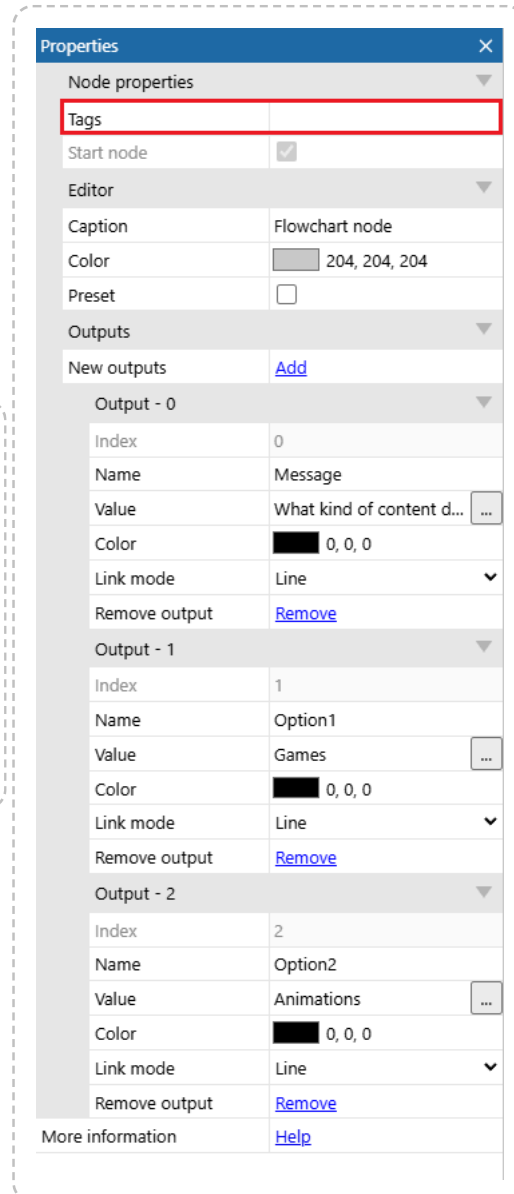 Properties
Node properties
Tags
Start node
Editor
Caption Flowchart node
Color 204, 204, 204
Preset
Outputs
New outputs Add
Output - 0
Index 0
Name Message
Value What kind of content d... ...
Color 0, 0, 0
Link mode Line
Remove output Remove
Output - 1
Index 1
Name Option1
Value Games ...
Color 0, 0, 0
Link mode Line
Remove output Remove
Output - 2
Index 2
Name Option2
Value Animations ...
Color 0, 0, 0
Link mode Line
Remove output Remove
More information Help